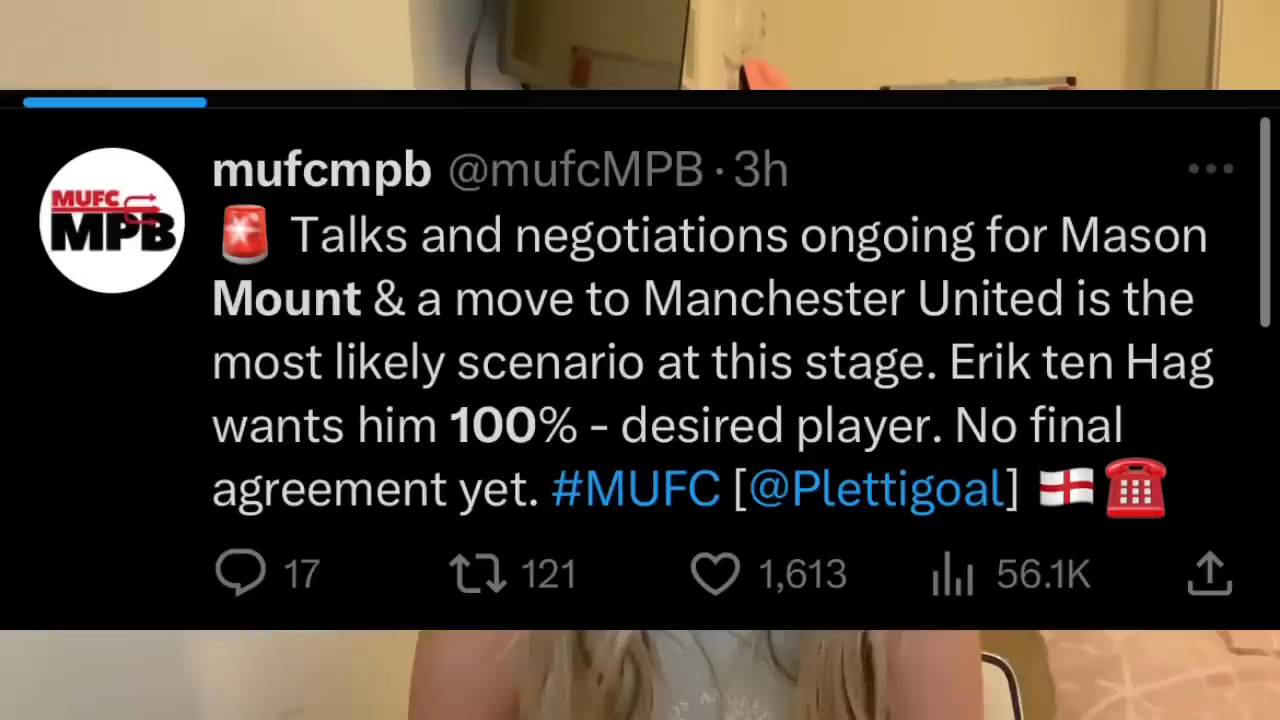 mufcmpb @mufcMPB · 3h
MUFC
MPB
🚨 Talks and negotiations ongoing for Mason
Mount & a move to Manchester United is the
most likely scenario at this stage. Erik ten Hag
wants him 100% - desired player. No final
agreement yet. #MUFC [@Plettigoal] 🏴󠁧󠁢󠁥󠁮󠁧󠁿☎️
17 121 1,613 56.1K